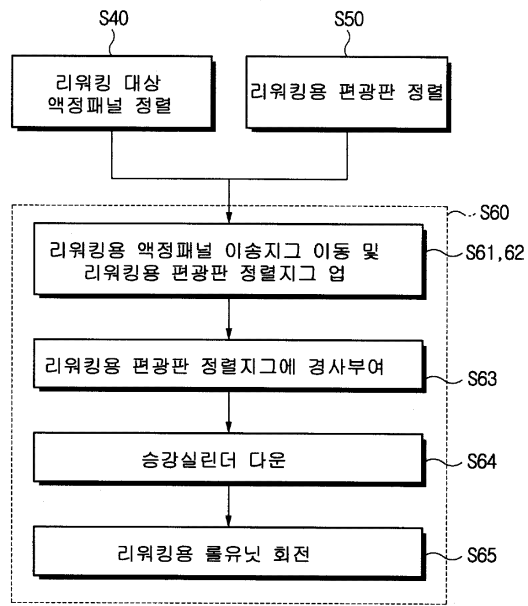 S40
S50
리워킹 대상
액정패널 정렬
리워킹용 편광판 정렬
S60
리워킹용 액정패널 이송지그 이동 및
리워킹용 편광판 정렬지그 업
S61,62
리워킹용 편광판 정렬지그에 경사부여
S63
승강실린더 다운
S64
리워킹용 롤유닛 회전
S65